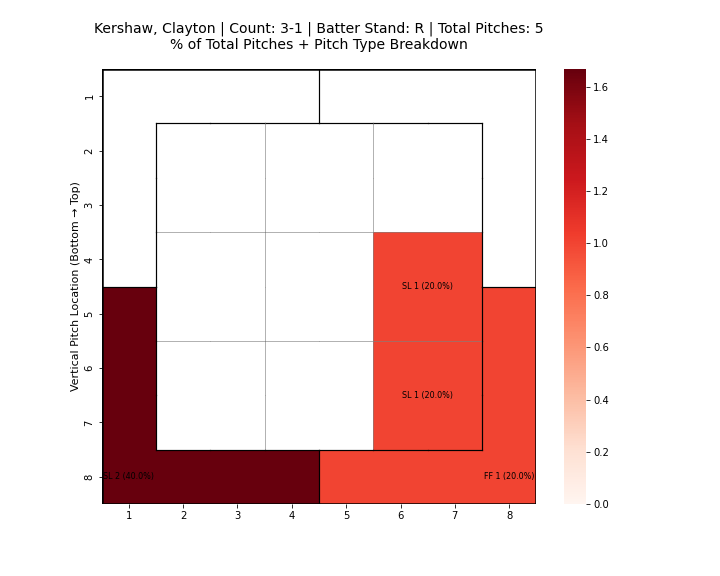 Kershaw, Clayton | Count: 3-1 | Batter Stand: R | Total Pitches: 5
% of Total Pitches + Pitch Type Breakdown
Vertical Pitch Location (Bottom → Top)
1
2
3
4
5
6
7
8
SL 1 (20.0%)
SL 1 (20.0%)
SL 2 (40.0%)
FF 1 (20.0%)
1 2 3 4 5 6 7 8
1.6
1.4
1.2
1.0
0.8
0.6
0.4
0.2
0.0